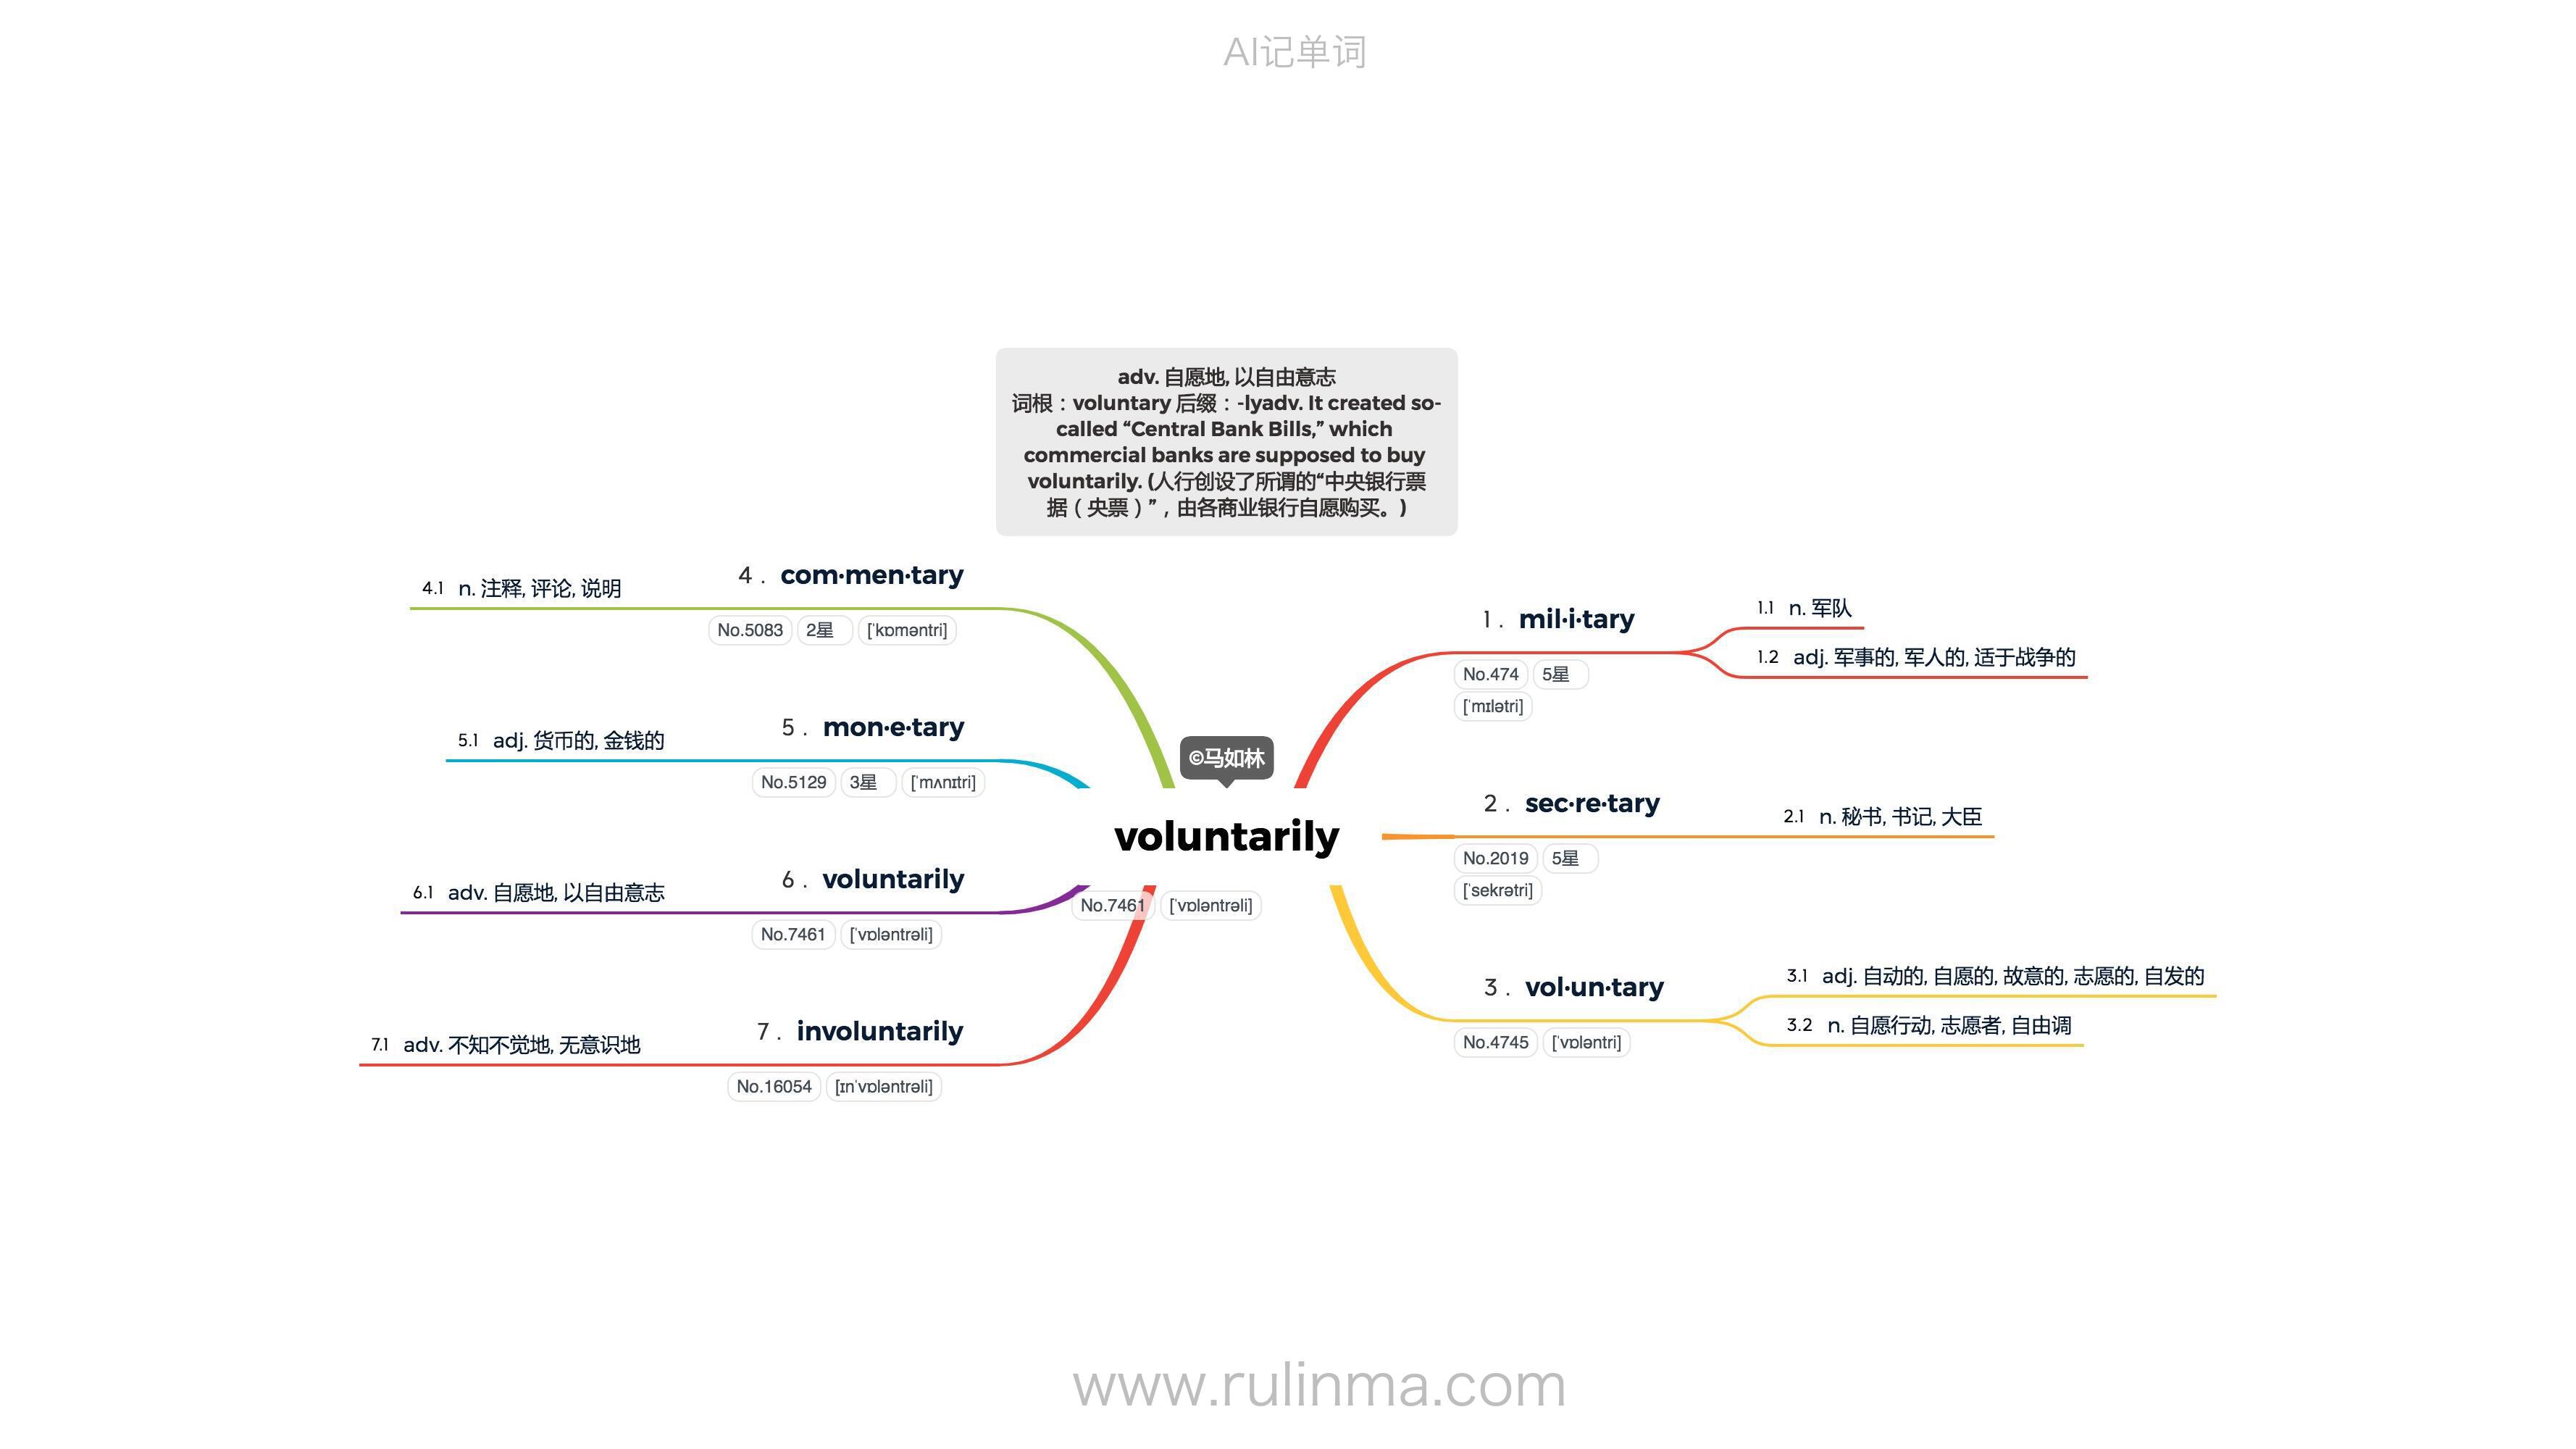 AI记单词
adv. 自愿地, 以自由意志
词根：voluntary 后缀：-lyadv. It created so-
called “Central Bank Bills,” which
commercial banks are supposed to buy
voluntarily. (人行创设了所谓的“中央银行票
据（央票）”，由各商业银行自愿购买。)
©马如林
voluntarily
No.7461 [ˈvɒləntrəli]
1. mil·i·tary
No.474 5星
[ˈmɪlətri]
1.1 n. 军队
1.2 adj. 军事的, 军人的, 适于战争的
2. sec·re·tary
No.2019 5星
[ˈsekrətri]
2.1 n. 秘书, 书记, 大臣
3. vol·un·tary
No.4745 [ˈvɒləntri]
3.1 adj. 自动的, 自愿的, 故意的, 志愿的, 自发的
3.2 n. 自愿行动, 志愿者, 自由调
4. com·men·tary
No.5083 2星 [ˈkɒməntri]
4.1 n. 注释, 评论, 说明
5. mon·e·tary
No.5129 3星 [ˈmʌnɪtri]
5.1 adj. 货币的, 金钱的
6. voluntarily
No.7461 [ˈvɒləntrəli]
6.1 adv. 自愿地, 以自由意志
7. involuntarily
No.16054 [ɪnˈvɒləntrəli]
7.1 adv. 不知不觉地, 无意识地
www.rulinma.com